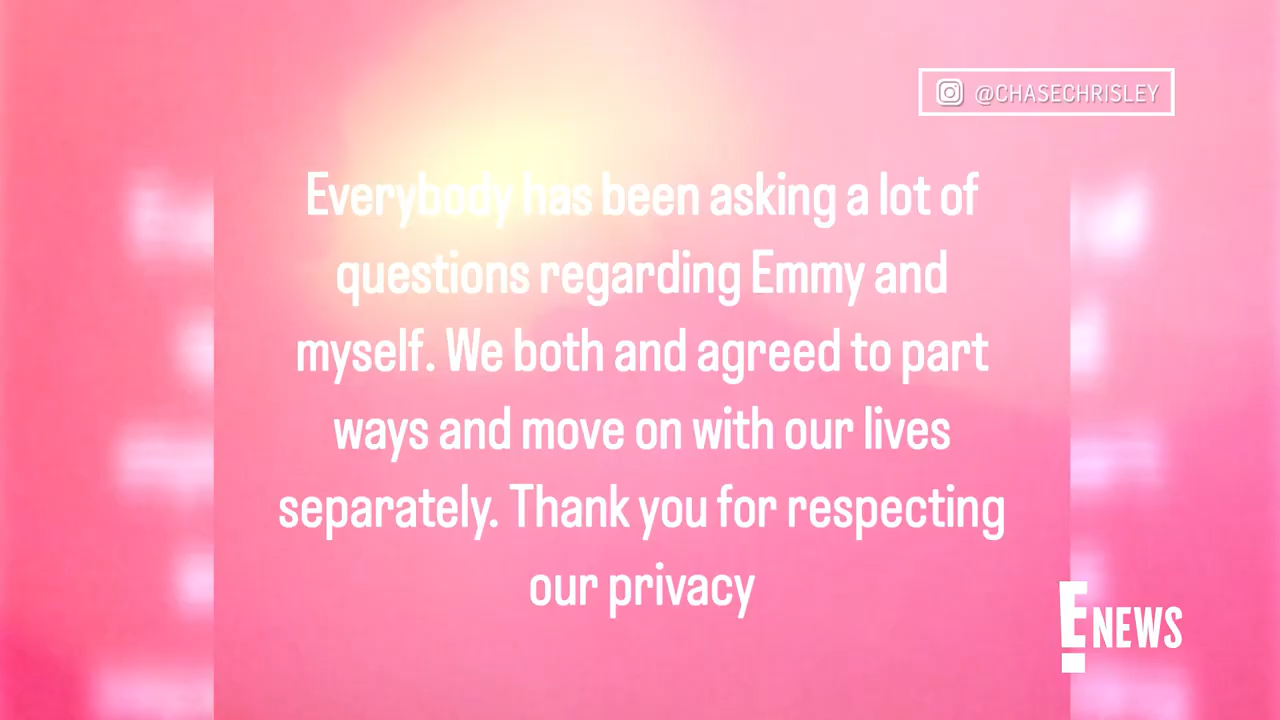 @CHASECHRISLEY
Everybody has been asking a lot of
questions regarding Emmy and
myself. We both and agreed to part
ways and move on with our lives
separately. Thank you for respecting
our privacy
E! NEWS